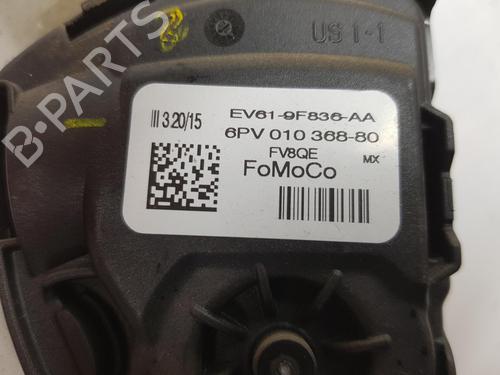 US 1-1
B-PARTS
||| 3 20/15
EV61-9F836-AA
6PV 010 368-80
FV8QE
MX
FoMoCo